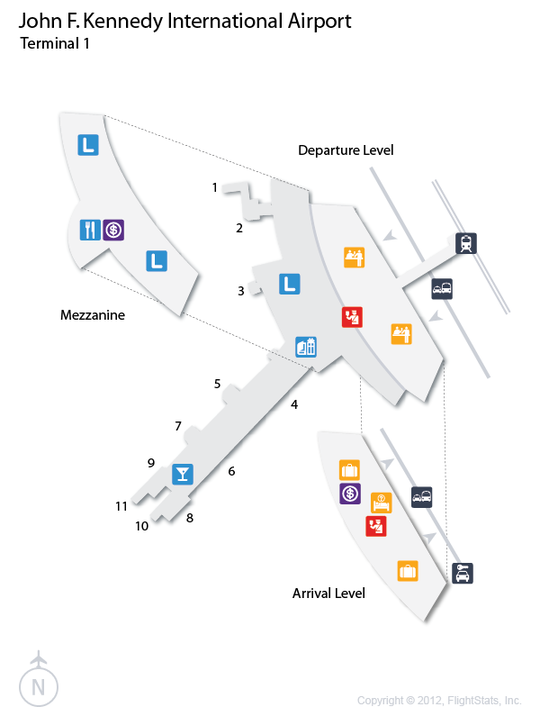 John F. Kennedy International Airport
Terminal 1
Departure Level
1
L
2
$
L
3
L
Mezzanine
5
4
7
9
6
11
8
10
$
?
Arrival Level
N
Copyright © 2012, FlightStats, Inc.